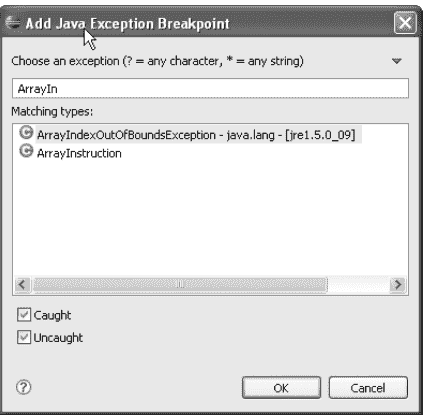 Add Java Exception Breakpoint
Choose an exception (? = any character, * = any string)
ArrayIn
Matching types:
ArrayIndexOutOfBoundsException - java.lang - [jre1.5.0_09]
ArrayInstruction
Caught
Uncaught
OK Cancel